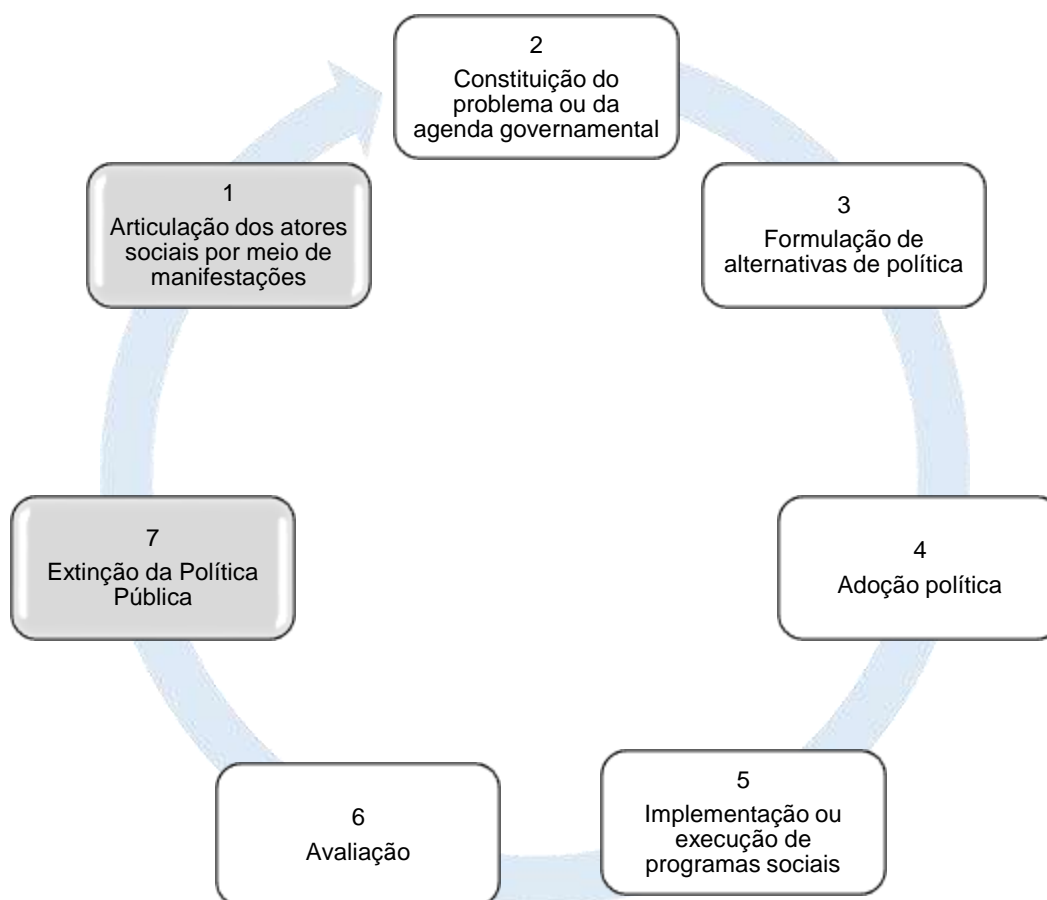 1
Articulação dos atores
sociais por meio de
manifestações
2
Constituição do
problema ou da
agenda governamental
3
Formulação de
alternativas de política
4
Adoção política
5
Implementação ou
execução de
programas sociais
6
Avaliação
7
Extinção da Política
Pública